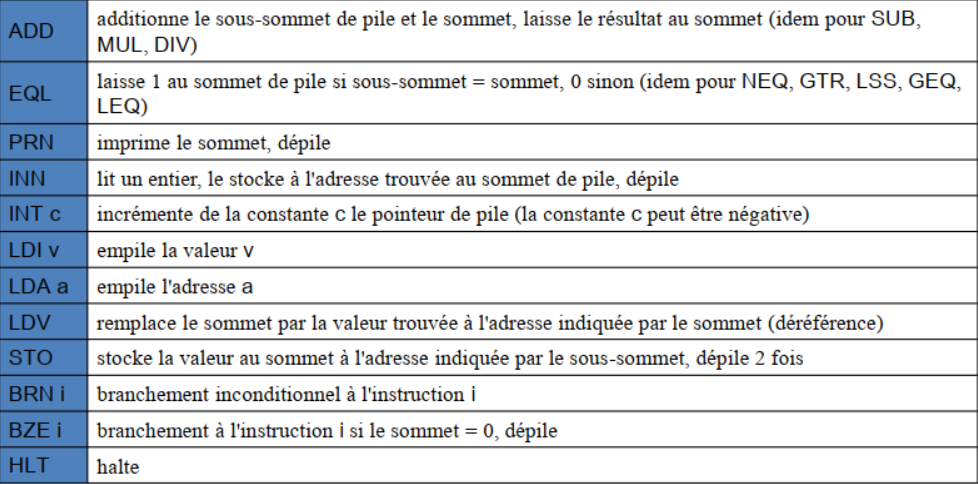 ADD additionne le sous-sommet de pile et le sommet, laisse le résultat au sommet (idem pour SUB,
MUL, DIV)
EQL laisse 1 au sommet de pile si sous-sommet = sommet, 0 sinon (idem pour NEQ, GTR, LSS, GEQ,
LEQ)
PRN imprime le sommet, dépile
INN lit un entier, le stocke à l'adresse trouvée au sommet de pile, dépile
INT c incrémente de la constante c le pointeur de pile (la constante c peut être négative)
LDI v empile la valeur v
LDA a empile l'adresse a
LDV remplace le sommet par la valeur trouvée à l'adresse indiquée par le sommet (déréférence)
STO stocke la valeur au sommet à l'adresse indiquée par le sous-sommet, dépile 2 fois
BRN i branchement inconditionnel à l'instruction i
BZE i branchement à l'instruction i si le sommet = 0, dépile
HLT halte